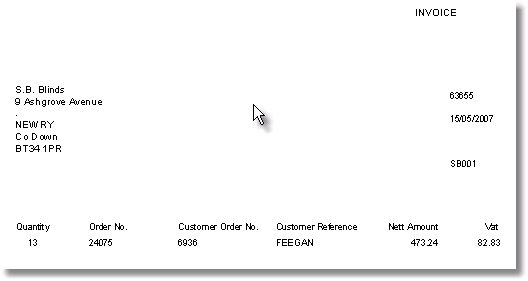 INVOICE
S.B. Blinds
9 Ashgrove Avenue
63655
.
15/05/2007
NEWRY
Co Down
BT34 1PR
SB001
Quantity Order No. Customer Order No. Customer Reference Nett Amount Vat
13 24075 6936 FEEGAN 473.24 82.83